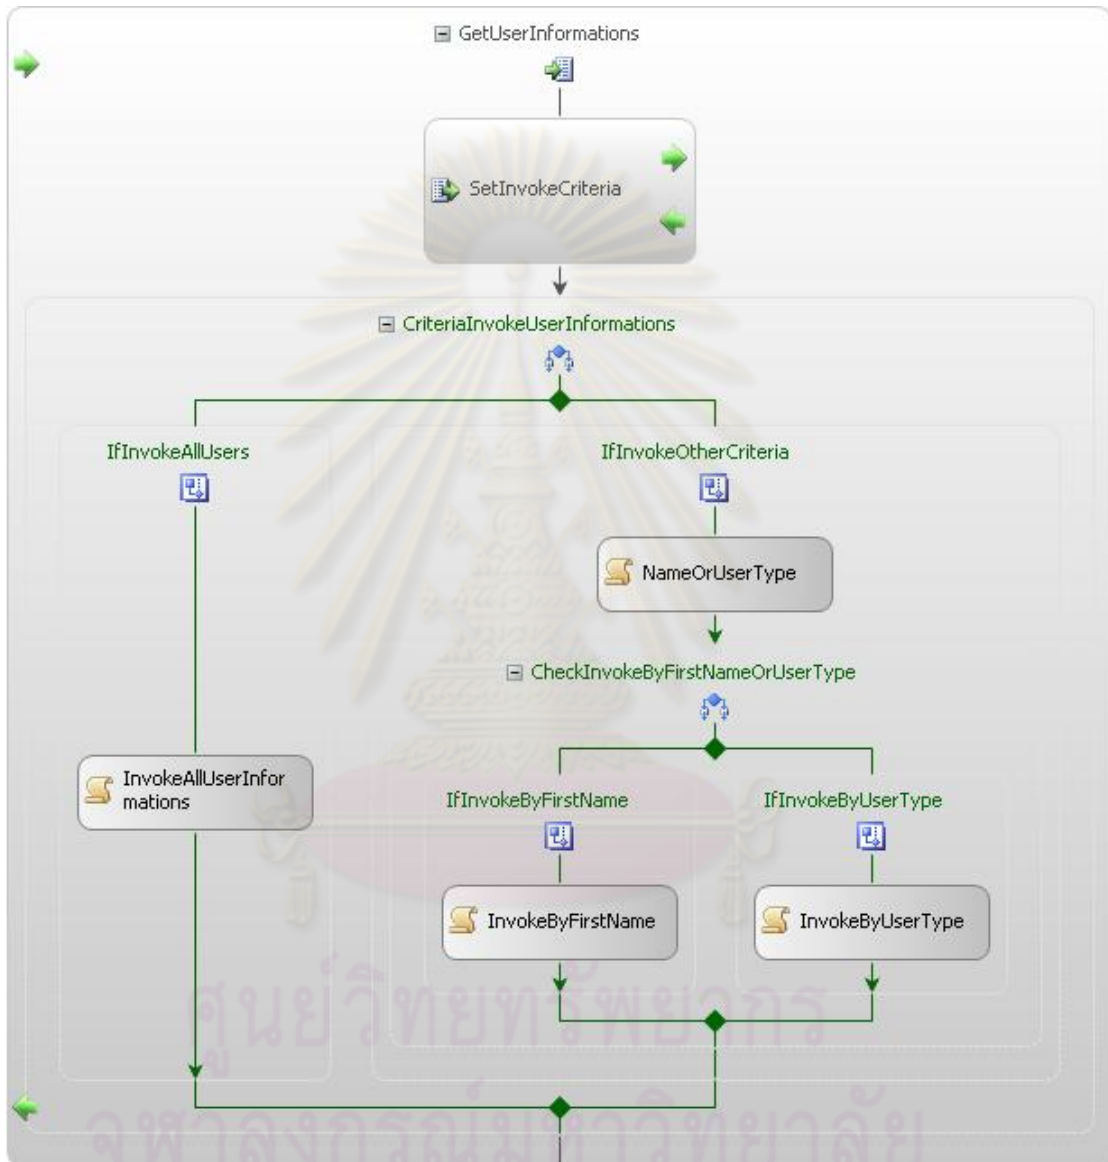 GetUserInformations
SetInvokeCriteria
CriteriaInvokeUserInformations
IfInvokeAllUsers
IfInvokeOtherCriteria
NameOrUserType
CheckInvokeByFirstNameOrUserType
InvokeAllUserInfor
mations
IfInvokeByFirstName
IfInvokeByUserType
InvokeByFirstName
InvokeByUserType
ศูนย์วิทยทรัพยากร
จุฬาลงกรณ์มหาวิทยาลัย